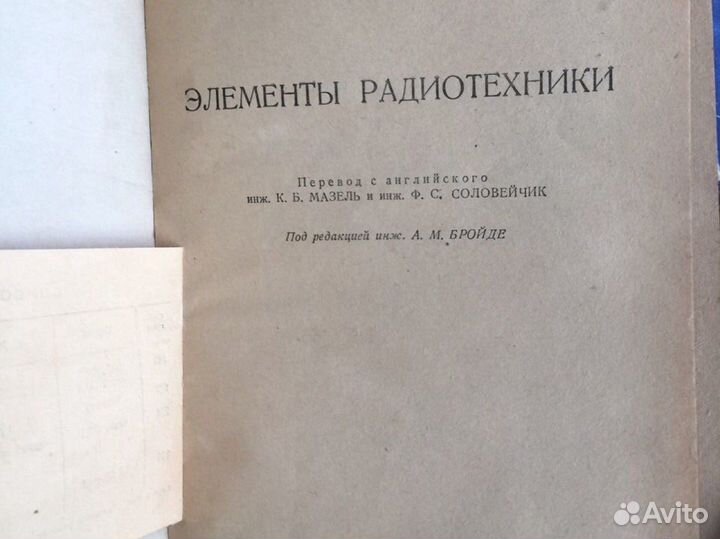 ЭЛЕМЕНТЫ РАДИОТЕХНИКИ
Перевод с английского
инж. К. Б. МАЗЕЛЬ и инж. Ф. С. СОЛОВЕЙЧИК
Под редакцией инж. А. М. БРОЙДЕ
Avito